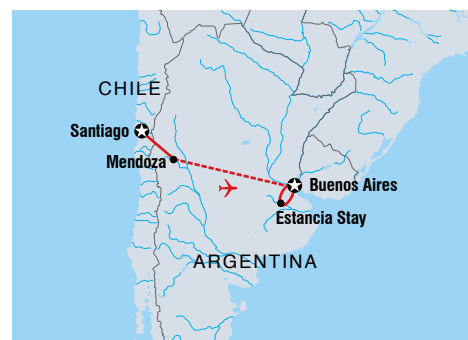 CHILE
Santiago
Mendoza
Buenos Aires
Estancia Stay
ARGENTINA